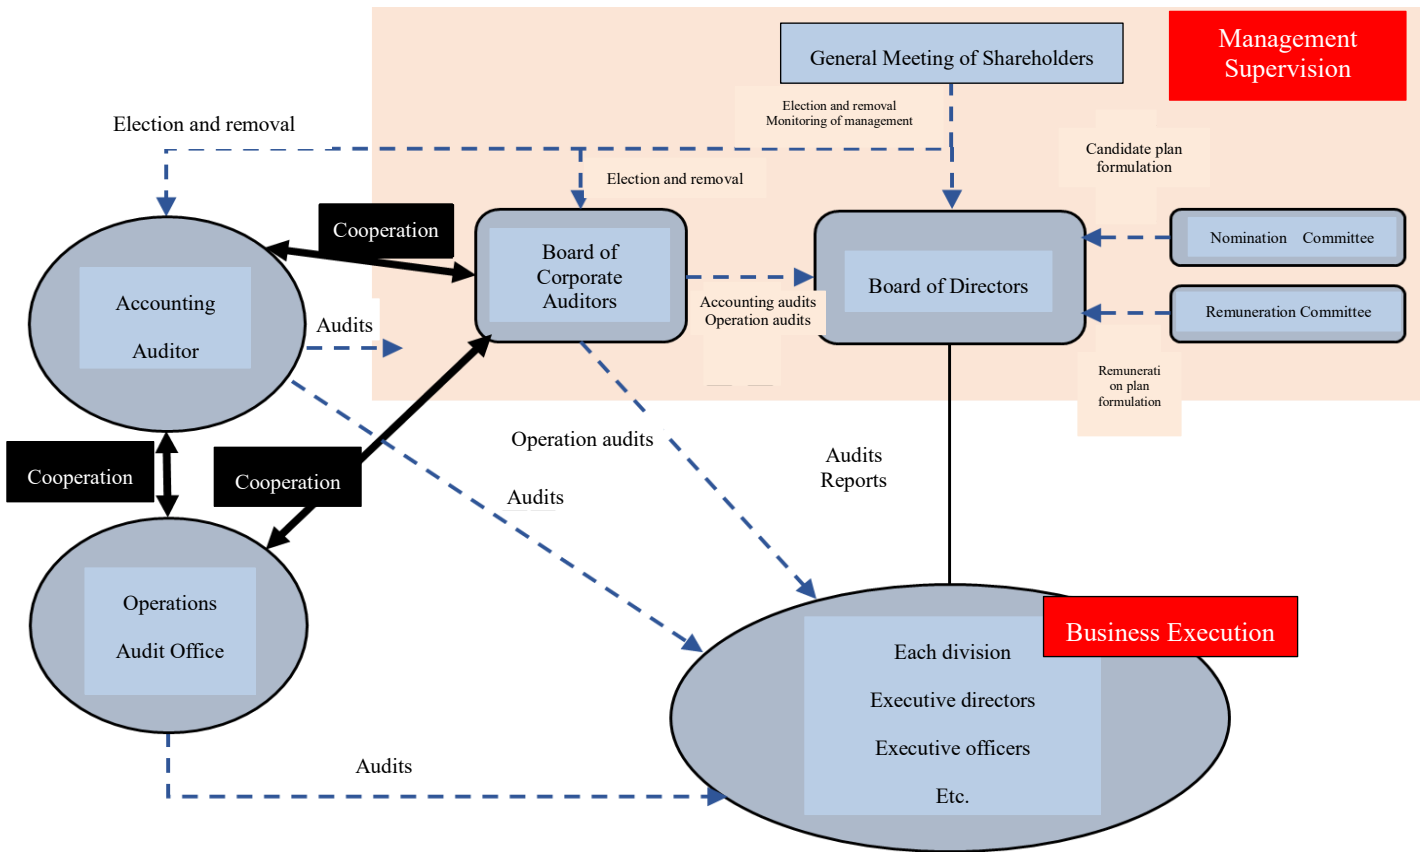 General Meeting of Shareholders
Management
Supervision
Election and removal
Monitoring of management
Election and removal
Election and removal
Candidate plan
formulation
Cooperation
Board of
Corporate
Auditors
Board of Directors
Nomination Committee
Remuneration Committee
Accounting
Auditor
Audits
Accounting audits
Operation audits
Remunerati
on plan
formulation
Operation audits
Audits
Reports
Cooperation
Cooperation
Audits
Operations
Audit Office
Business Execution
Each division
Executive directors
Executive officers
Etc.
Audits